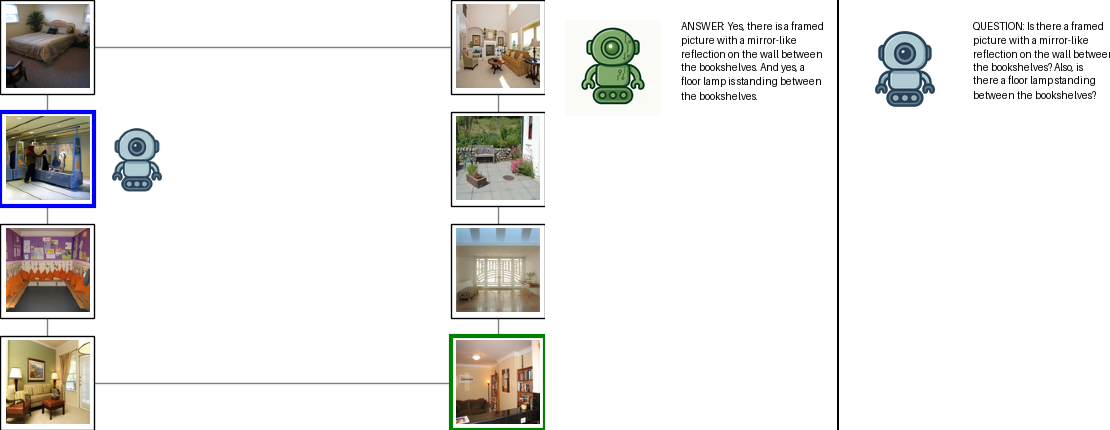 ANSWER: Yes, there is a framed
picture with a mirror-like
reflection on the wall between
the bookshelves. And yes, a
floor lamp is standing between
the bookshelves.
QUESTION: Is there a framed
picture with a mirror-like
reflection on the wall between
the bookshelves? Also, is
there a floor lamp standing
between the bookshelves?